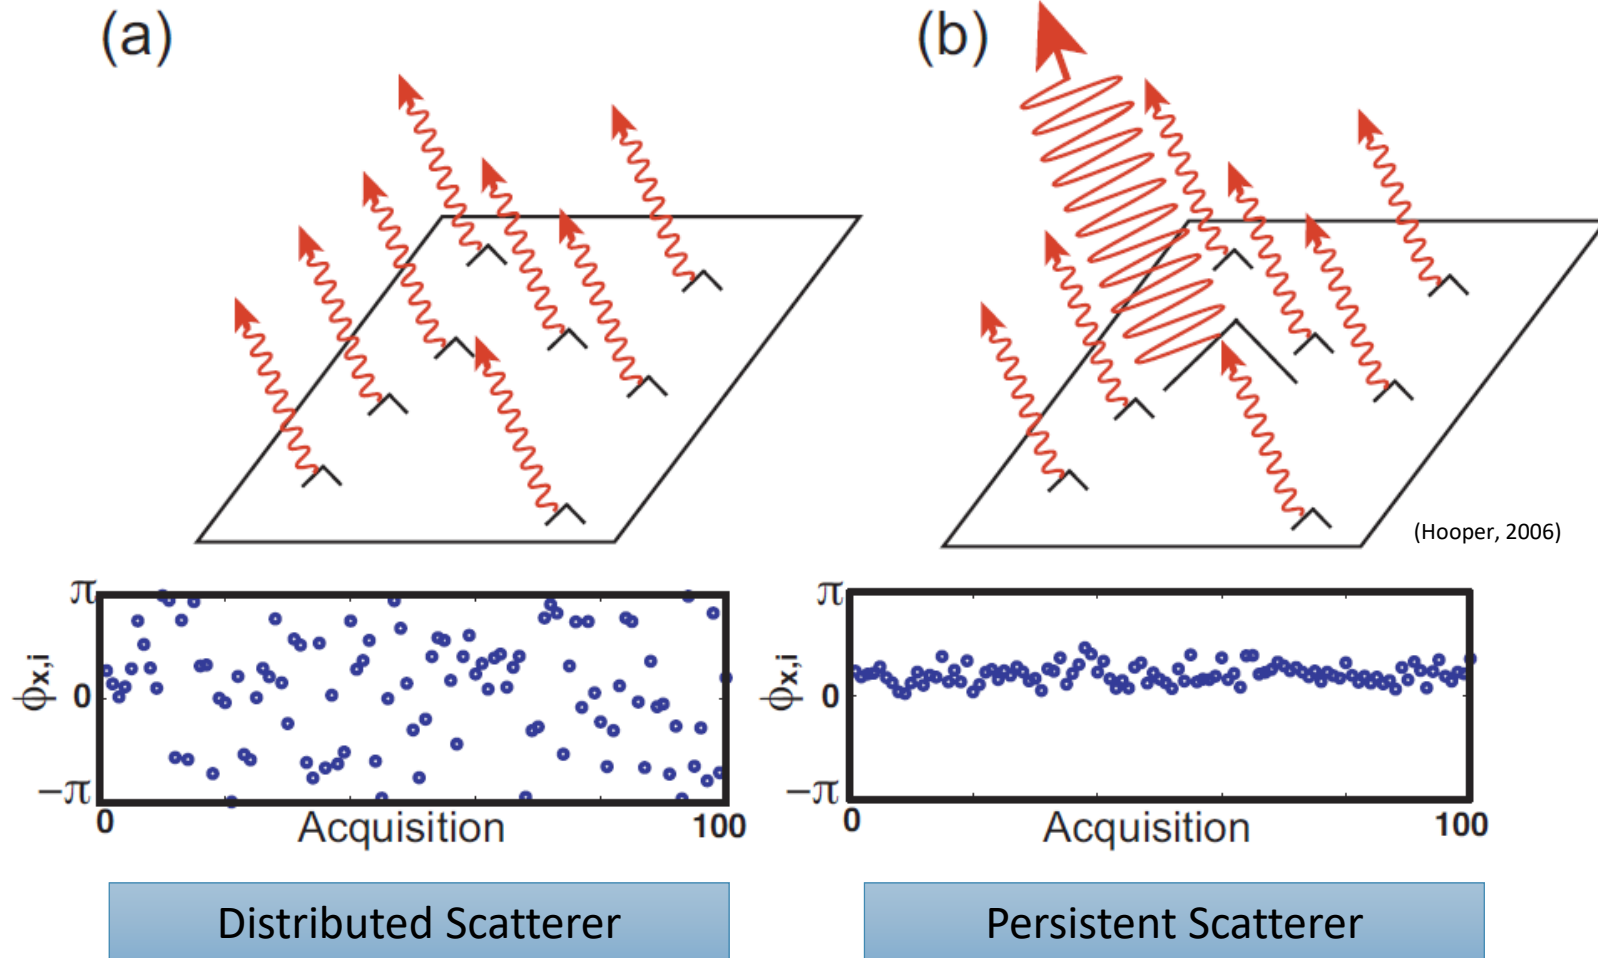 (a)
(b)
(Hooper, 2006)
π
0
−π
ϕx,i
0
Acquisition
100
π
0
−π
ϕx,i
0
Acquisition
100
Distributed Scatterer
Persistent Scatterer